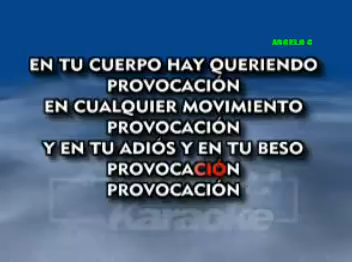 ANGELO C
EN TU CUERPO HAY QUERIENDO
PROVOCACIÓN
EN CUALQUIER MOVIMIENTO
PROVOCACIÓN
Y EN TU ADIÓS Y EN TU BESO
PROVOCACIÓN
PROVOCACIÓN
Karaoke